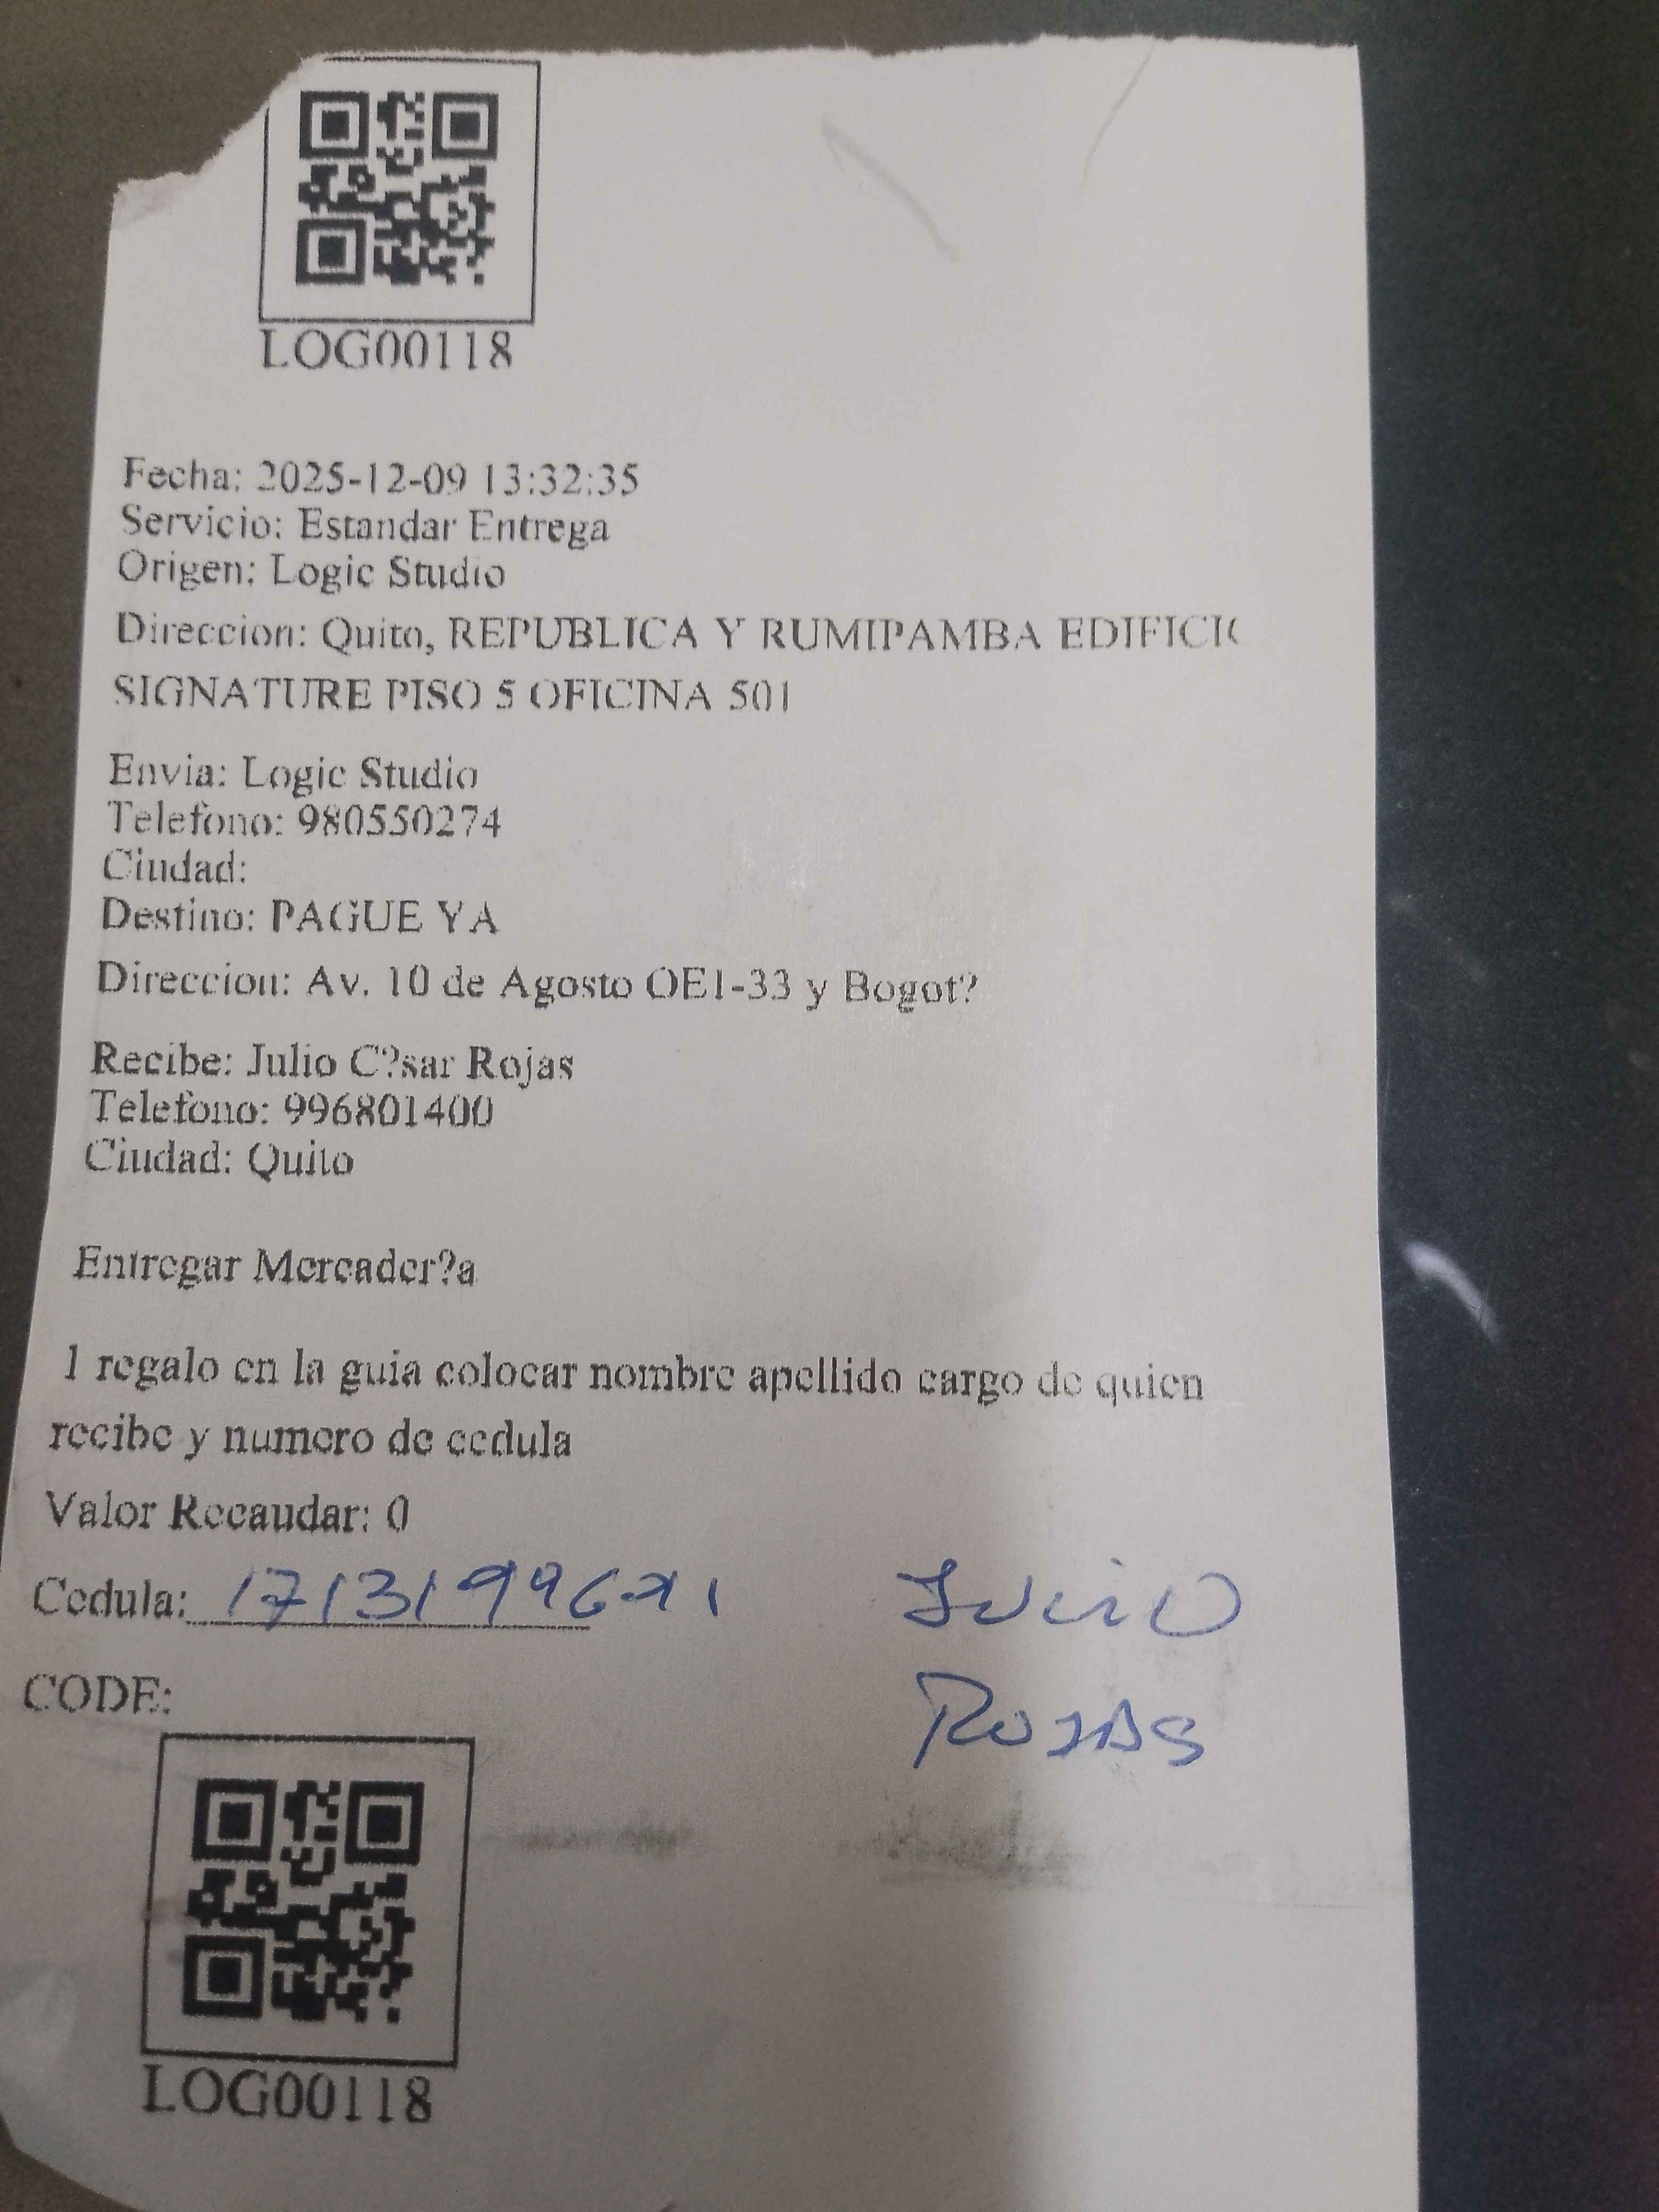 LOG00118
Fecha: 2025-12-09 13:32:35
Servicio: Estandar Entrega
Origen: Logic Studio
Direccion: Quito, REPUBLICA Y RUMIPAMBA EDIFICI
SIGNATURE PISO 5 OFICINA 501
Envia: Logic Studio
Telefono: 980550274
Ciudad:
Destino: PAGUE YA
Direccion: Av. 10 de Agosto OE1-33 y Bogot?
Recibe: Julio C?sar Rojas
Telefono: 996801400
Ciudad: Quito
Entregar Mercader?a
1 regalo en la guia colocar nombre apellido cargo de quien
recibe y numero de cedula
Valor Recaudar: 0
Cedula:
Julio
Rojas
CODE:
LOG00118